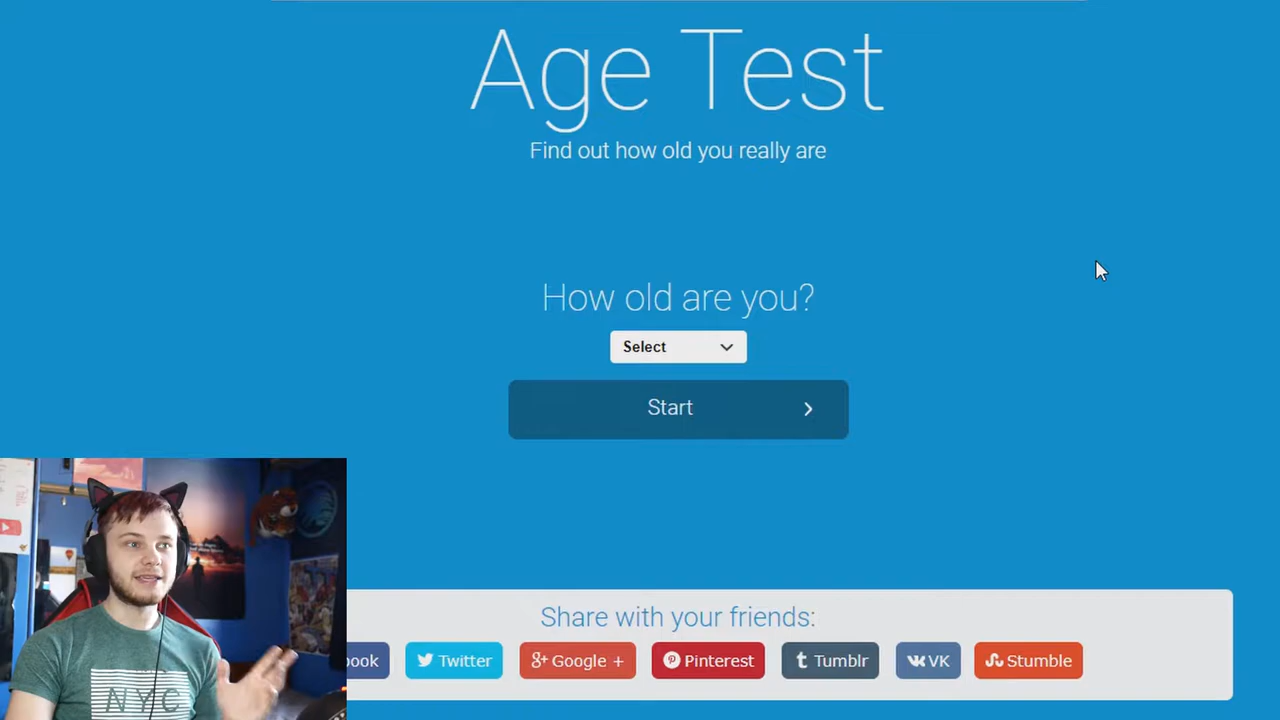 Age Test
Find out how old you really are
How old are you?
Select
Start
Share with your friends:
Twitter
Google +
Pinterest
Tumblr
VK
Stumble
NYC